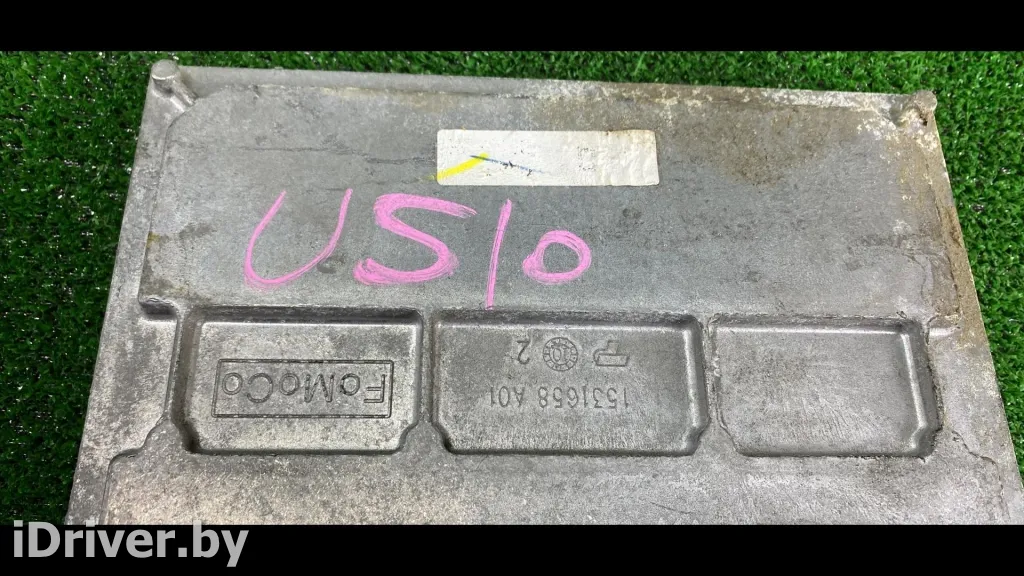 US10
2
FoMoCo
1531658 A01
iDriver.by